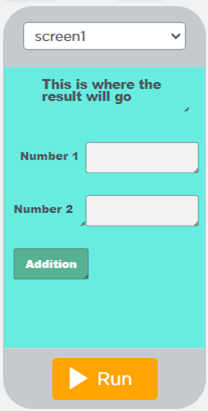 screen1
This is where the
result will go
Number 1
Number 2
Addition
Run